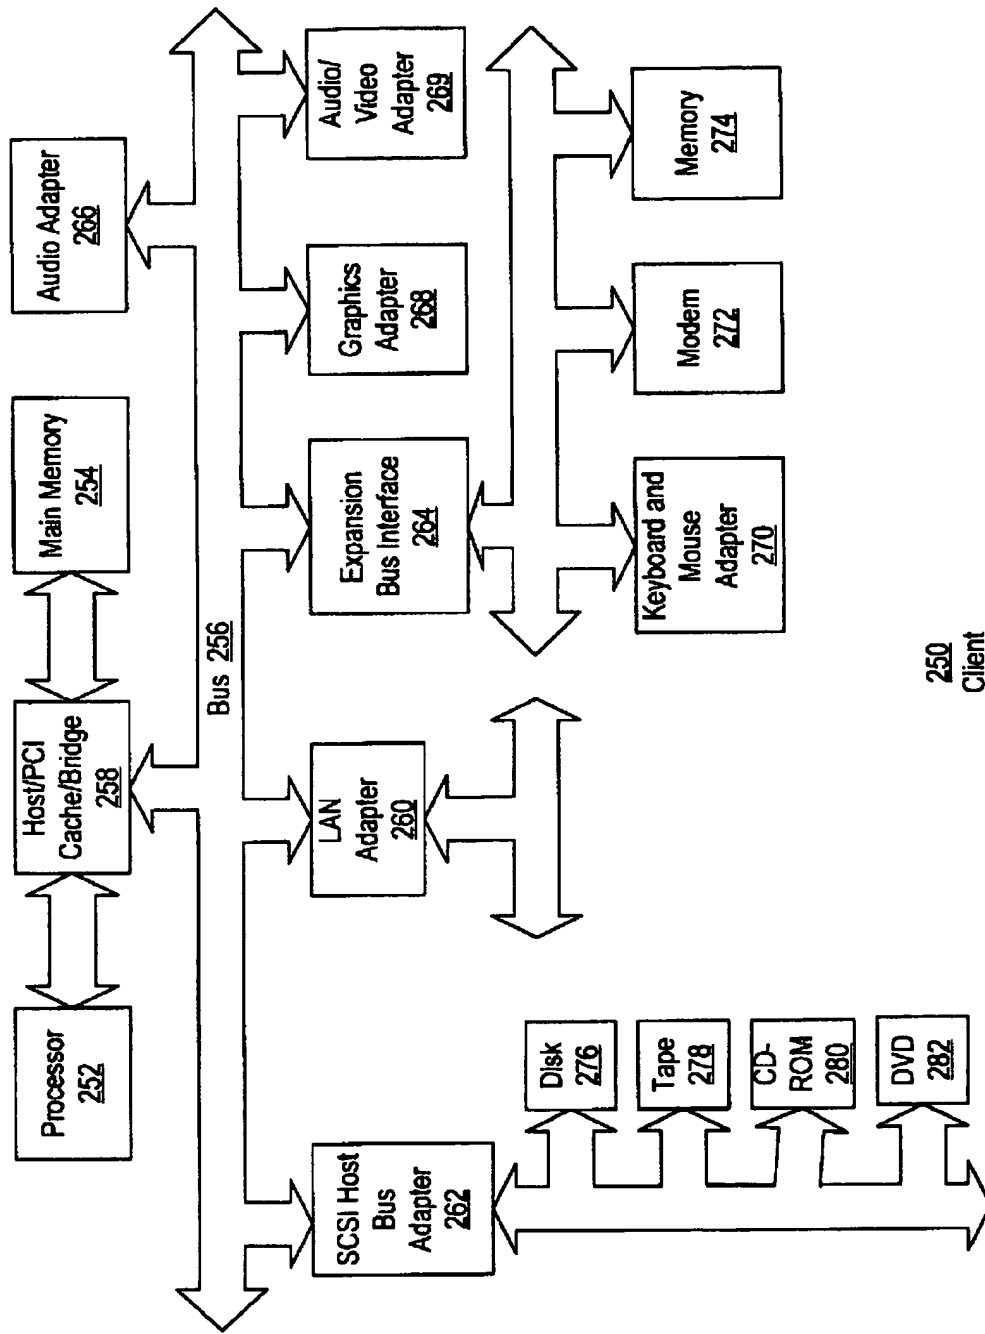 Processor
252
Host/PCI
Cache/Bridge
258
Main Memory
254
Audio Adapter
266
Bus 256
SCSI Host
Bus
Adapter
262
LAN
Adapter
260
Expansion
Bus Interface
264
Graphics
Adapter
268
Audio/
Video
Adapter
269
Disk
276
Tape
278
CD-
ROM
280
DVD
282
Keyboard and
Mouse
Adapter
270
Modem
272
Memory
274
250
Client